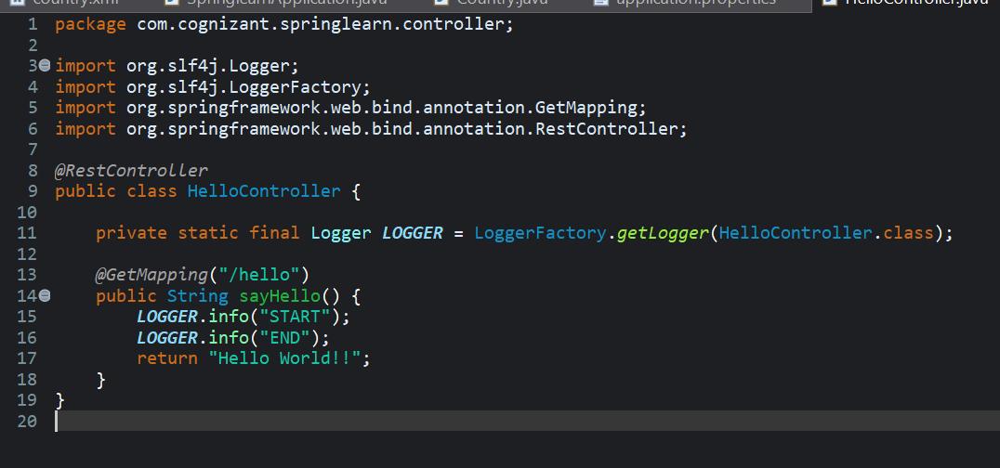 country.xml SpringlearnApplication.java Country.java application.properties HelloController.java
1 package com.cognizant.springlearn.controller;
2
3 import org.slf4j.Logger;
4 import org.slf4j.LoggerFactory;
5 import org.springframework.web.bind.annotation.GetMapping;
6 import org.springframework.web.bind.annotation.RestController;
7
8 @RestController
9 public class HelloController {
10
11     private static final Logger LOGGER = LoggerFactory.getLogger(HelloController.class);
12
13     @GetMapping("/hello")
14     public String sayHello() {
15         LOGGER.info("START");
16         LOGGER.info("END");
17         return "Hello World!!";
18     }
19 }
20